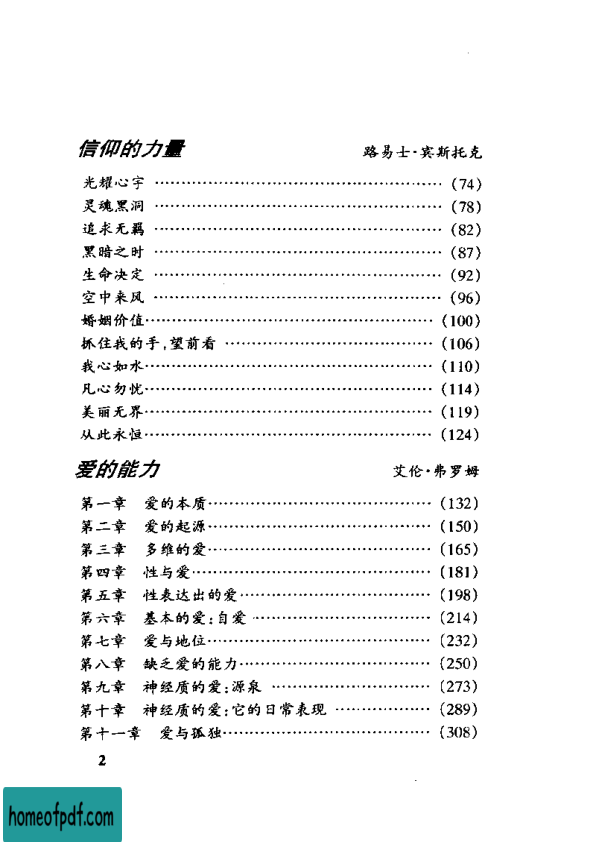 信仰的力量 路易士·宾斯托克
光耀心宇 …………………………………… (74)
灵魂黑洞 …………………………………… (78)
追求无羁 …………………………………… (82)
黑暗之时 …………………………………… (87)
生命决定 …………………………………… (92)
空中来风 …………………………………… (96)
婚姻价值…………………………………… (100)
抓住我的手,望前看 ………………………… (106)
我心如水…………………………………… (110)
凡心勿忧…………………………………… (114)
美丽无界…………………………………… (119)
从此永恒…………………………………… (124)
爱的能力 艾伦·弗罗姆
第一章 爱的本质…………………………… (132)
第二章 爱的起源…………………………… (150)
第三章 多维的爱…………………………… (165)
第四章 性与爱……………………………… (181)
第五章 性表达出的爱……………………… (198)
第六章 基本的爱:自爱 …………………… (214)
第七章 爱与地位…………………………… (232)
第八章 缺乏爱的能力……………………… (250)
第九章 神经质的爱:源泉 ………………… (273)
第十章 神经质的爱:它的日常表现 ………… (289)
第十一章 爱与孤独………………………… (308)
2
homeofpdf.com